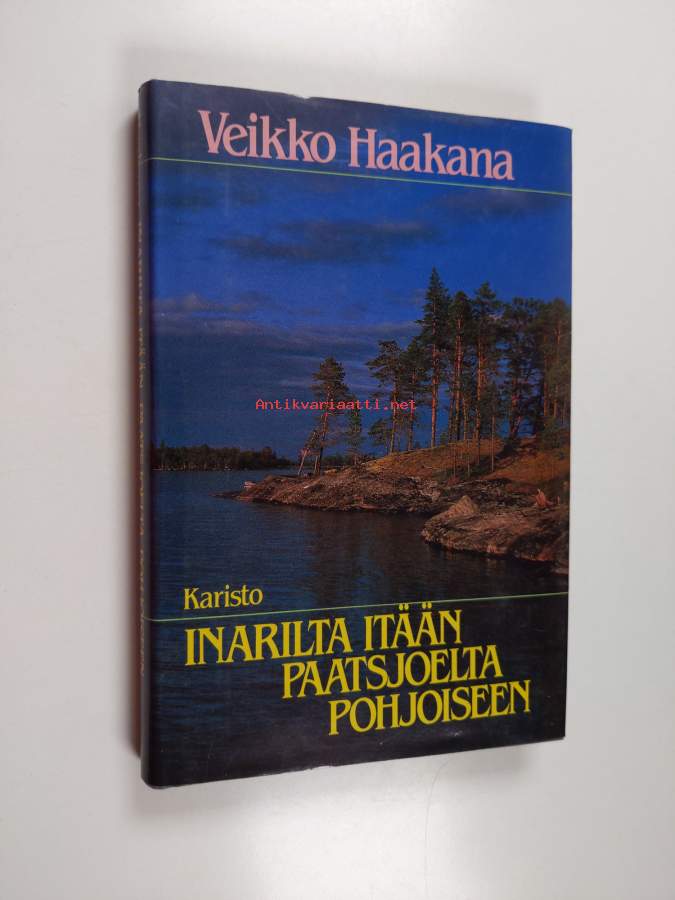 Veikko Haakana
Antikvariaatti.net
Karisto
INARILTA ITÄÄN
PAATSJOELTA
POHJOISEEN